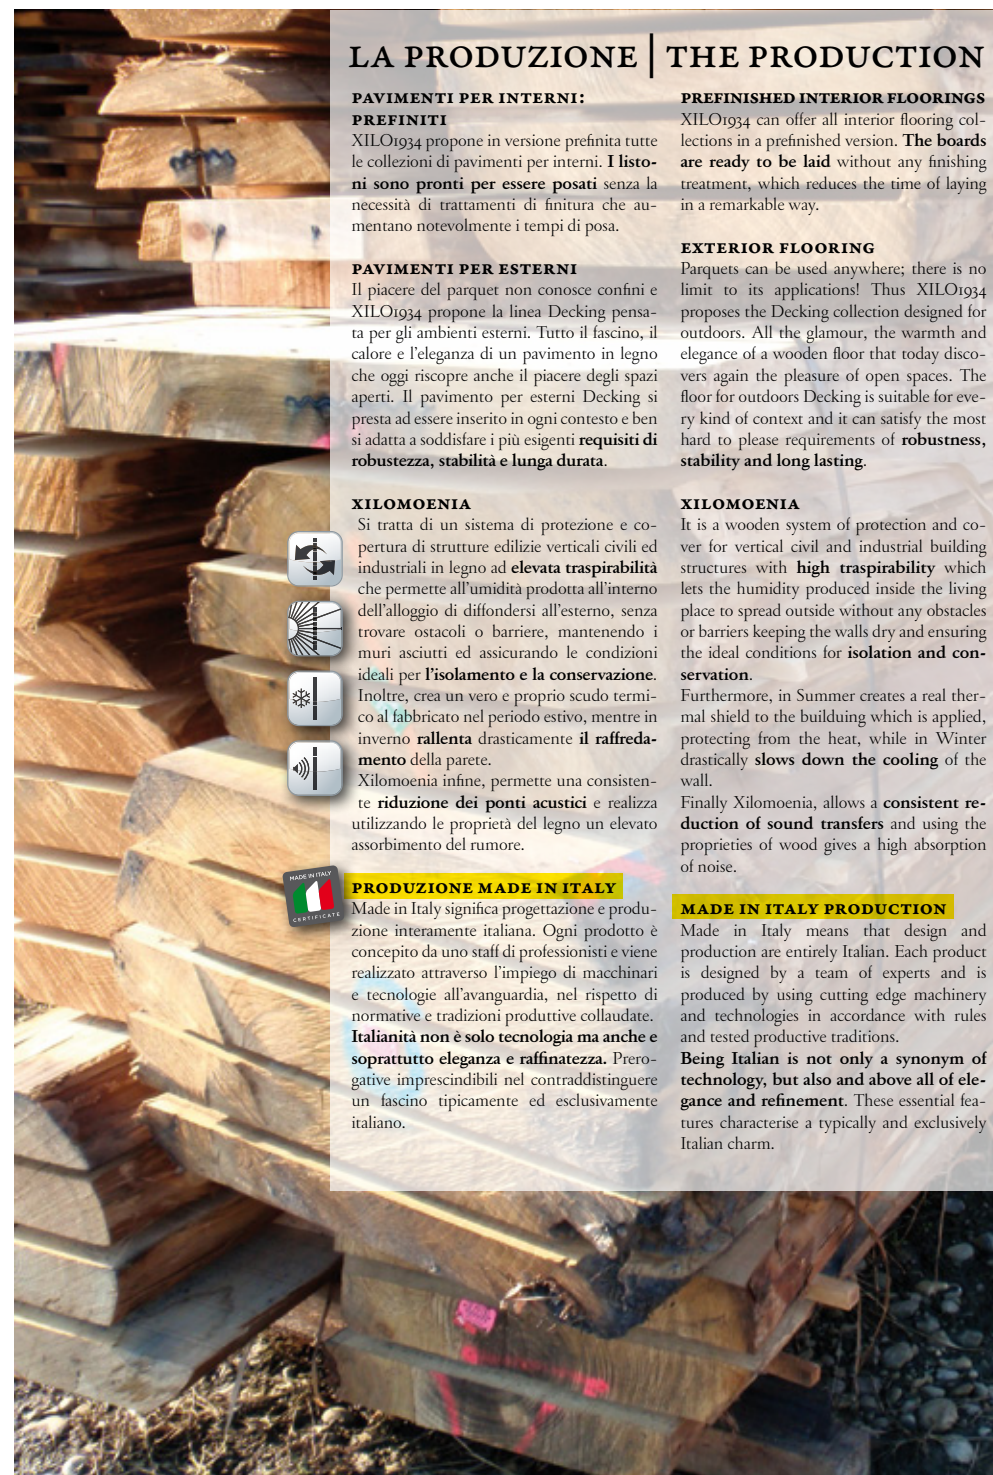 LA PRODUZIONE | THE PRODUCTION
PAVIMENTI PER INTERNI:
PREFINITI
XILO1934 propone in versione prefinita tutte
le collezioni di pavimenti per interni. I listo-
ni sono pronti per essere posati senza la
necessità di trattamenti di finitura che au-
mentano notevolmente i tempi di posa.
PAVIMENTI PER ESTERNI
Il piacere del parquet non conosce confini e
XILO1934 propone la linea Decking pensa-
ta per gli ambienti esterni. Tutto il fascino, il
calore e l'eleganza di un pavimento in legno
che oggi riscopre anche il piacere degli spazi
aperti. Il pavimento per esterni Decking si
presta ad essere inserito in ogni contesto e ben
si adatta a soddisfare i più esigenti requisiti di
robustezza, stabilità e lunga durata.
XILOMOENIA
Si tratta di un sistema di protezione e co-
pertura di strutture edilizie verticali civili ed
industriali in legno ad elevata traspirabilità
che permette all'umidità prodotta all'interno
dell'alloggio di diffondersi all'esterno, senza
trovare ostacoli o barriere, mantenendo i
muri asciutti ed assicurando le condizioni
ideali per l'isolamento e la conservazione.
Inoltre, crea un vero e proprio scudo termi-
co al fabbricato nel periodo estivo, mentre in
inverno rallenta drasticamente il raffreda-
mento della parete.
Xilomoenia infine, permette una consisten-
te riduzione dei ponti acustici e realizza
utilizzando le proprietà del legno un elevato
assorbimento del rumore.
MADE IN ITALY
CERTIFICATE
PRODUZIONE MADE IN ITALY
Made in Italy significa progettazione e produ-
zione interamente italiana. Ogni prodotto è
concepito da uno staff di professionisti e viene
realizzato attraverso l'impiego di macchinari
e tecnologie all'avanguardia, nel rispetto di
normative e tradizioni produttive collaudate.
Italianità non è solo tecnologia ma anche e
soprattutto eleganza e raffinatezza. Prero-
gative imprescindibili nel contraddistinguere
un fascino tipicamente ed esclusivamente
italiano.
PREFINISHED INTERIOR FLOORINGS
XILO1934 can offer all interior flooring col-
lections in a prefinished version. The boards
are ready to be laid without any finishing
treatment, which reduces the time of laying
in a remarkable way.
EXTERIOR FLOORING
Parquets can be used anywhere; there is no
limit to its applications! Thus XILO1934
proposes the Decking collection designed for
outdoors. All the glamour, the warmth and
elegance of a wooden floor that today disco-
vers again the pleasure of open spaces. The
floor for outdoors Decking is suitable for eve-
ry kind of context and it can satisfy the most
hard to please requirements of robustness,
stability and long lasting.
XILOMOENIA
It is a wooden system of protection and co-
ver for vertical civil and industrial building
structures with high traspirability which
lets the humidity produced inside the living
place to spread outside without any obstacles
or barriers keeping the walls dry and ensuring
the ideal conditions for isolation and con-
servation.
Furthermore, in Summer creates a real ther-
mal shield to the builduing which is applied,
protecting from the heat, while in Winter
drastically slows down the cooling of the
wall.
Finally Xilomoenia, allows a consistent re-
duction of sound transfers and using the
proprieties of wood gives a high absorption
of noise.
MADE IN ITALY PRODUCTION
Made in Italy means that design and
production are entirely Italian. Each product
is designed by a team of experts and is
produced by using cutting edge machinery
and technologies in accordance with rules
and tested productive traditions.
Being Italian is not only a synonym of
technology, but also and above all of ele-
gance and refinement. These essential fea-
tures characterise a typically and exclusively
Italian charm.